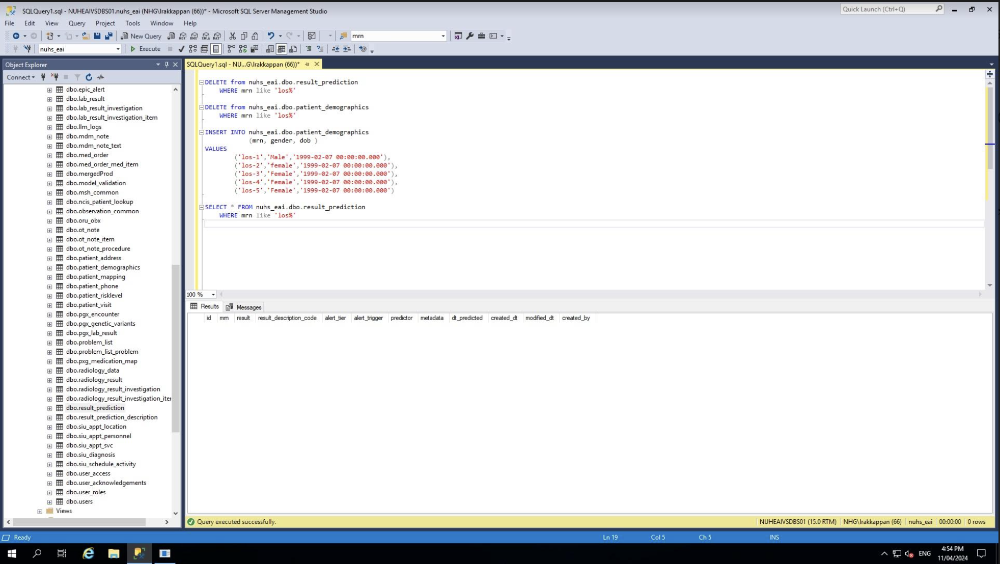 SQLQuery1.sql - NUHEAIVSDBS01.nuhs_eai (NHG\lrakkappan (66))* - Microsoft SQL Server Management Studio
Quick Launch (Ctrl+Q)
File Edit View Query Project Tools Window Help
New Query
mrn
nuhs_eai
Execute
Object Explorer
Connect
dbo.epic_alert
dbo.lab_result
dbo.lab_result_investigation
dbo.lab_result_investigation_item
dbo.llm_logs
dbo.mdm_note
dbo.mdm_note_text
dbo.med_order
dbo.med_order_med_item
dbo.mergedProd
dbo.model_validation
dbo.msh_common
dbo.ncis_patient_lookup
dbo.observation_common
dbo.oru_obx
dbo.ot_note
dbo.ot_note_item
dbo.ot_note_procedure
dbo.patient_address
dbo.patient_demographics
dbo.patient_mapping
dbo.patient_phone
dbo.patient_risklevel
dbo.patient_visit
dbo.pgx_encounter
dbo.pgx_genetic_variants
dbo.pgx_lab_result
dbo.problem_list
dbo.problem_list_problem
dbo.pxg_medication_map
dbo.radiology_data
dbo.radiology_result
dbo.radiology_result_investigation
dbo.radiology_result_investigation_iter
dbo.result_prediction
dbo.result_prediction_description
dbo.siu_appt_location
dbo.siu_appt_personnel
dbo.siu_appt_svc
dbo.siu_diagnosis
dbo.siu_schedule_activity
dbo.user_access
dbo.user_acknowledgements
dbo.user_roles
dbo.users
Views
SQLQuery1.sql - NU...G\lrakkappan (66))*
DELETE from nuhs_eai.dbo.result_prediction
WHERE mrn like 'los%'
DELETE from nuhs_eai.dbo.patient_demographics
WHERE mrn like 'los%'
INSERT INTO nuhs_eai.dbo.patient_demographics
(mrn, gender, dob )
VALUES
('los-1','Male','1999-02-07 00:00:00.000'),
('los-2','female','1999-02-07 00:00:00.000'),
('los-3','Female','1999-02-07 00:00:00.000'),
('los-4','Female','1999-02-07 00:00:00.000'),
('los-5','Female','1999-02-07 00:00:00.000')
SELECT * FROM nuhs_eai.dbo.result_prediction
WHERE mrn like 'los%'
100 %
Results Messages
id mrn result result_description_code alert_tier alert_trigger predictor metadata dt_predicted created_dt modified_dt created_by
Query executed successfully.
NUHEAIVSDBS01 (15.0 RTM) NHG\lrakkappan (66) nuhs_eai 00:00:00 0 rows
Ready Ln 19 Col 5 Ch 5 INS
ENG
4:54 PM
11/04/2024